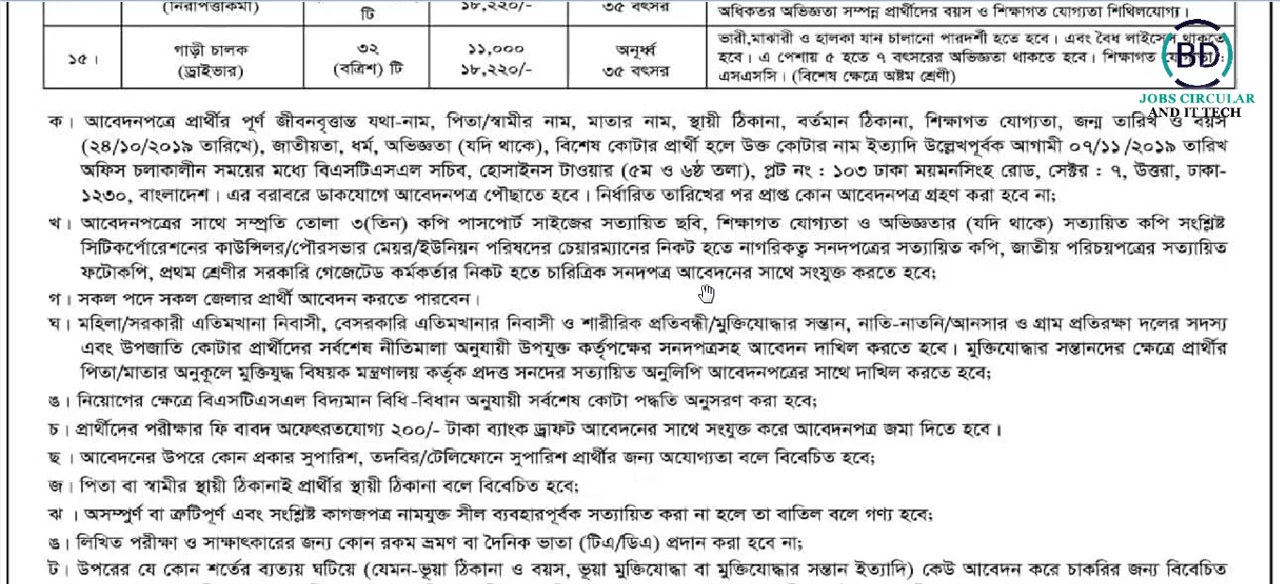 (নিরাপত্তাকর্মী) টি ১৮,২২০/- ৩৫ বৎসর অধিকতর অভিজ্ঞতা সম্পন্ন প্রার্থীদের বয়স ও শিক্ষাগত যোগ্যতা শিথিলযোগ্য।
১৫। গাড়ী চালক (ড্রাইভার) ৩২ (বত্রিশ) টি ১১,০০০ ১৮,২২০/- অনূর্ধ্ব ৩৫ বৎসর
ভারী,মাঝারী ও হালকা যান চালানো পারদর্শী হতে হবে। এবং বৈধ লাইসেন্স থাকতে
হবে। এ পেশায় ৫ হতে ৭ বৎসরের অভিজ্ঞতা থাকতে হবে। শিক্ষাগত যোগ্যতা:
এসএসসি। (বিশেষ ক্ষেত্রে অষ্টম শ্রেণী)
BD
JOBS CIRCULAR
AND IT TECH
ক। আবেদনপত্রে প্রার্থীর পূর্ণ জীবনবৃত্তান্ত যথা-নাম, পিতা/স্বামীর নাম, মাতার নাম, স্থায়ী ঠিকানা, বর্তমান ঠিকানা, শিক্ষাগত যোগ্যতা, জন্ম তারিখ ও বয়স
(২৪/১০/২০১৯ তারিখে), জাতীয়তা, ধর্ম, অভিজ্ঞতা (যদি থাকে), বিশেষ কোটার প্রার্থী হলে উক্ত কোটার নাম ইত্যাদি উল্লেখপূর্বক আগামী ০৭/১১/২০১৯ তারিখ
অফিস চলাকালীন সময়ের মধ্যে বিএসটিএসএল সচিব, হোসাইনস টাওয়ার (৫ম ও ৬ষ্ঠ তলা), প্লট নং : ১০৩ ঢাকা ময়মনসিংহ রোড, সেক্টর : ৭, উত্তরা, ঢাকা-
১২৩০, বাংলাদেশ। এর বরাবরে ডাকযোগে আবেদনপত্র পৌছাতে হবে। নির্ধারিত তারিখের পর প্রাপ্ত কোন আবেদনপত্র গ্রহণ করা হবে না;
খ। আবেদনপত্রের সাথে সম্প্রতি তোলা ৩(তিন) কপি পাসপোর্ট সাইজের সত্যায়িত ছবি, শিক্ষাগত যোগ্যতা ও অভিজ্ঞতার (যদি থাকে) সত্যায়িত কপি সংশ্লিষ্ট
সিটিকর্পোরেশনের কাউন্সিলর/পৌরসভার মেয়র/ইউনিয়ন পরিষদের চেয়ারম্যানের নিকট হতে নাগরিকত্ব সনদপত্রের সত্যায়িত কপি, জাতীয় পরিচয়পত্রের সত্যায়িত
ফটোকপি, প্রথম শ্রেণীর সরকারি গেজেটেড কর্মকর্তার নিকট হতে চারিত্রিক সনদপত্র আবেদনের সাথে সংযুক্ত করতে হবে;
গ। সকল পদে সকল জেলার প্রার্থী আবেদন করতে পারবেন।
ঘ। মহিলা/সরকারী এতিমখানা নিবাসী, বেসরকারি এতিমখানার নিবাসী ও শারীরিক প্রতিবন্ধী/মুক্তিযোদ্ধার সন্তান, নাতি-নাতনি/আনসার ও গ্রাম প্রতিরক্ষা দলের সদস্য
এবং উপজাতি কোটার প্রার্থীদের সর্বশেষ নীতিমালা অনুযায়ী উপযুক্ত কর্তৃপক্ষের সনদপত্রসহ আবেদন দাখিল করতে হবে। মুক্তিযোদ্ধার সন্তানদের ক্ষেত্রে প্রার্থীর
পিতা/মাতার অনুকূলে মুক্তিযুদ্ধ বিষয়ক মন্ত্রণালয় কর্তৃক প্রদত্ত সনদের সত্যায়িত অনুলিপি আবেদনপত্রের সাথে দাখিল করতে হবে;
ঙ। নিয়োগের ক্ষেত্রে বিএসটিএসএল বিদ্যমান বিধি-বিধান অনুযায়ী সর্বশেষ কোটা পদ্ধতি অনুসরণ করা হবে;
চ। প্রার্থীদের পরীক্ষার ফি বাবদ অফেৎরতযোগ্য ২০০/- টাকা ব্যাংক ড্রাফট আবেদনের সাথে সংযুক্ত করে আবেদনপত্র জমা দিতে হবে।
ছ। আবেদনের উপরে কোন প্রকার সুপারিশ, তদবির/টেলিফোনে সুপারিশ প্রার্থীর জন্য অযোগ্যতা বলে বিবেচিত হবে;
জ। পিতা বা স্বামীর স্থায়ী ঠিকানাই প্রার্থীর স্থায়ী ঠিকানা বলে বিবেচিত হবে;
ঝ। অসম্পুর্ণ বা ত্রুটিপূর্ণ এবং সংশ্লিষ্ট কাগজপত্র নামযুক্ত সীল ব্যবহারপূর্বক সত্যায়িত করা না হলে তা বাতিল বলে গণ্য হবে;
ঙ। লিখিত পরীক্ষা ও সাক্ষাৎকারের জন্য কোন রকম ভ্রমণ বা দৈনিক ভাতা (টিএ/ডিএ) প্রদান করা হবে না;
ট। উপরের যে কোন শর্তের ব্যত্যয় ঘটিয়ে (যেমন-ভূয়া ঠিকানা ও বয়স, ভূয়া মুক্তিযোদ্ধা বা মুক্তিযোদ্ধার সন্তান ইত্যাদি) কেউ আবেদন করে চাকরির জন্য বিবেচিত